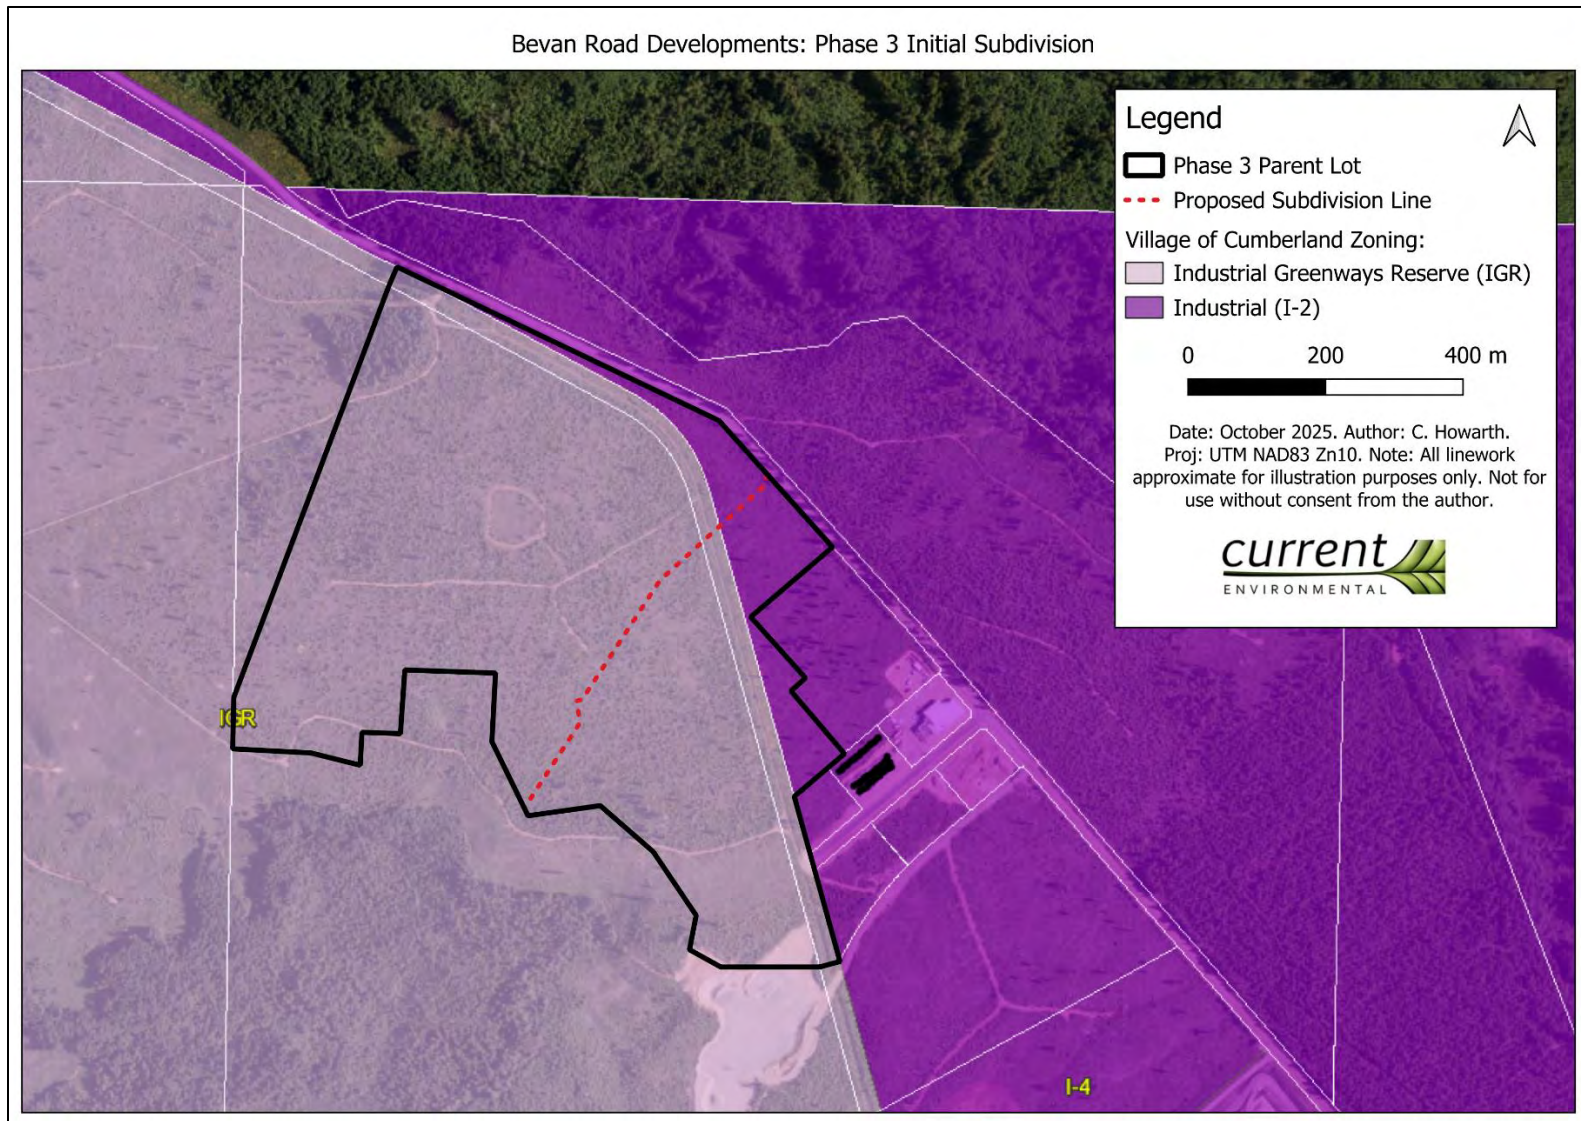 Bevan Road Developments: Phase 3 Initial Subdivision
Legend
Phase 3 Parent Lot
Proposed Subdivision Line
Village of Cumberland Zoning:
Industrial Greenways Reserve (IGR)
Industrial (I-2)
0 200 400 m
Date: October 2025. Author: C. Howarth.
Proj: UTM NAD83 Zn10. Note: All linework
approximate for illustration purposes only. Not for
use without consent from the author.
current
ENVIRONMENTAL
IGR
I-4